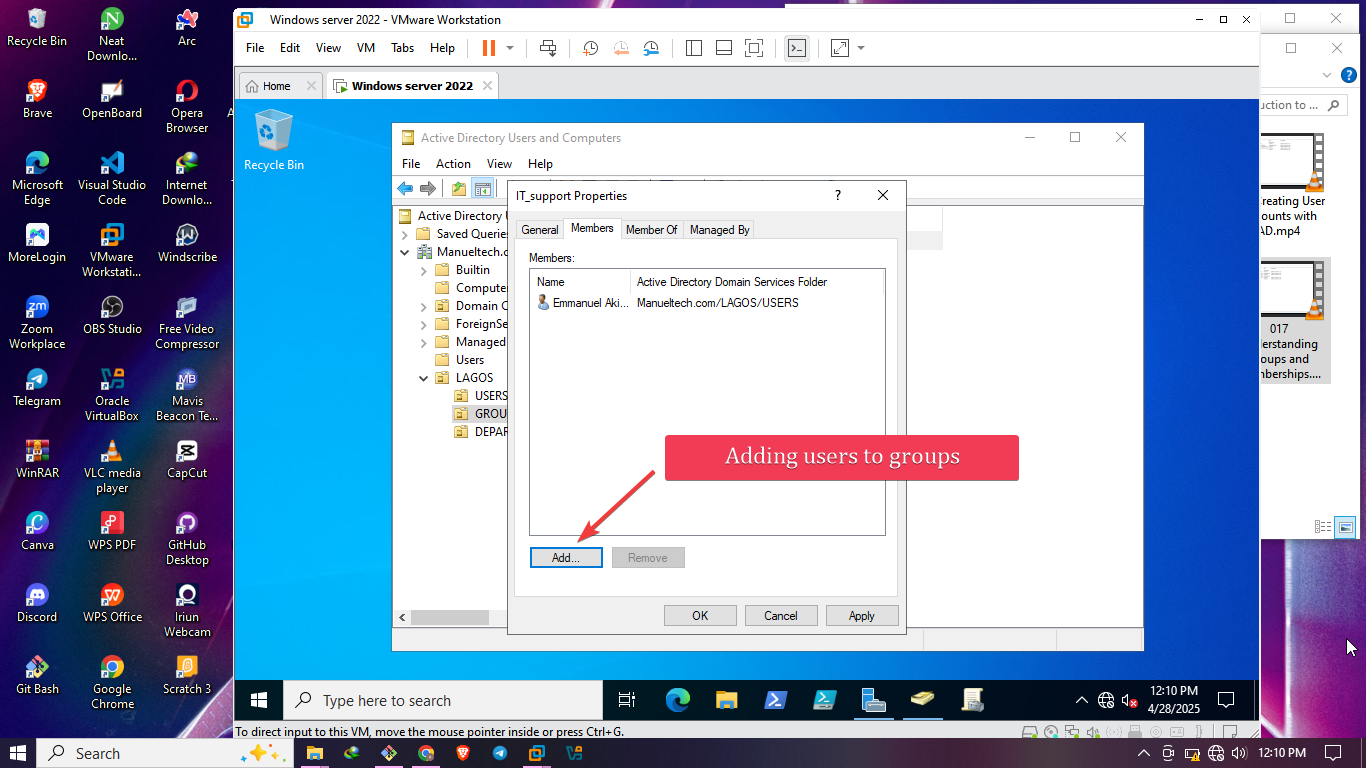 Recycle Bin
Neat
Downlo...
Arc
Brave
OpenBoard
Opera
Browser
A
Microsoft
Edge
Visual Studio
Code
Internet
Downlo...
MoreLogin
VMware
Workstati...
Windscribe
Zoom
Workplace
OBS Studio
Free Video
Compressor
Telegram
Oracle
VirtualBox
Mavis
Beacon Te...
WinRAR
VLC media
player
CapCut
Canva
WPS PDF
GitHub
Desktop
Discord
WPS Office
Iriun
Webcam
Git Bash
Google
Chrome
Scratch 3
Windows server 2022 - VMware Workstation
File Edit View VM Tabs Help
Home
Windows server 2022
Recycle Bin
Active Directory Users and Computers
File Action View Help
Active Directory U
Saved Querie
Manueltech.c
Builtin
Compute
Domain C
ForeignSe
Managed
Users
LAGOS
USERS
GROU
DEPAR
IT_support Properties
?
General Members Member Of Managed By
Members:
Name Active Directory Domain Services Folder
Emmanuel Aki... Manueltech.com/LAGOS/USERS
Adding users to groups
Add... Remove
OK Cancel Apply
Type here to search
12:10 PM
4/28/2025
To direct input to this VM, move the mouse pointer inside or press Ctrl+G.
?
uction to ...
reating User
ounts with
AD.mp4
017
erstanding
oups and
mberships....
Search
12:10 PM